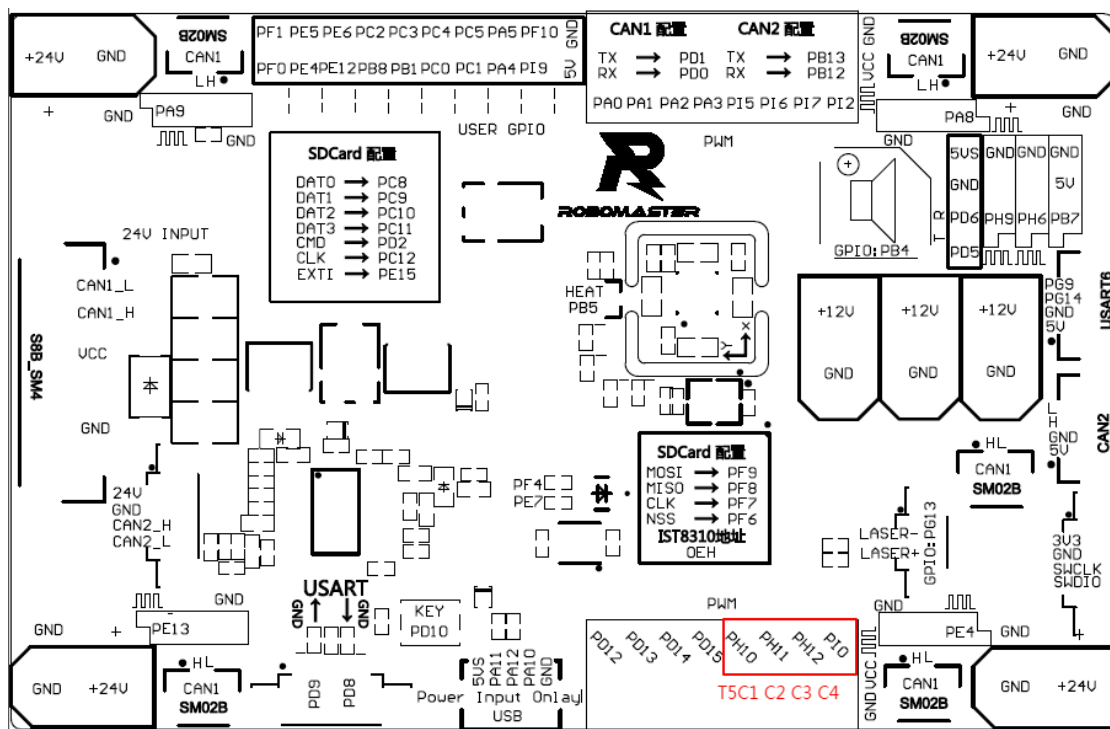 +24V GND
SM02B
CAN1
LH
PF1 PE5 PE6 PC2 PC3 PC4 PC5 PA5 PF10 GND
PF0 PE4 PE12 PB8 PB1 PC0 PC1 PA4 PI9 5V
CAN1 配置 CAN2 配置
TX → PD1 TX → PB13
RX → PD0 RX → PB12
PA0 PA1 PA2 PA3 PI5 PI6 PI7 PI2
GND VCC
SM02B
CAN1
LH
GND
+24V
+
GND
PA9
GND
USER GPIO
PWM
PA8
+
GND
SDCard 配置
DAT0 → PC8
DAT1 → PC9
DAT2 → PC10
DAT3 → PC11
CMD → PD2
CLK → PC12
EXTI → PE15
ROBOMASTER
+
GPIO:PB4
T R
5VS GND GND GND
GND 5V
PD6 PH9 PH6 PB7
PD5
24V INPUT
CAN1_L
CAN1_H
VCC
GND
S8B_SM4
HEAT
PB5
X
Y
+12V +12V +12V
GND GND GND
PG9
PG14
GND
5V
USART6
L
H
GND
5V
CAN2
24V
GND
CAN2_H
CAN2_L
PF4
PE7
SDCard 配置
MOSI → PF9
MISO → PF8
CLK → PF7
NSS → PF6
IST8310地址
0EH
HL
CAN1
SM02B
LASER-
LASER+
GPIO:PG13
3V3
GND
SWCLK
SWDIO
USART
GND GND
GND
PE13
KEY
PD10
PWM
PE4
GND
+
GND
+
PD12 PD13 PD14 PD15 PH10 PH11 PH12 PI0
T5C1 C2 C3 C4
GND VCC
HL
CAN1
SM02B
GND
+24V
GND +24V
HL
CAN1
SM02B
PD9 PD8
5VS PA11 PA12 PA10 GND
Power Input Onlay
USB